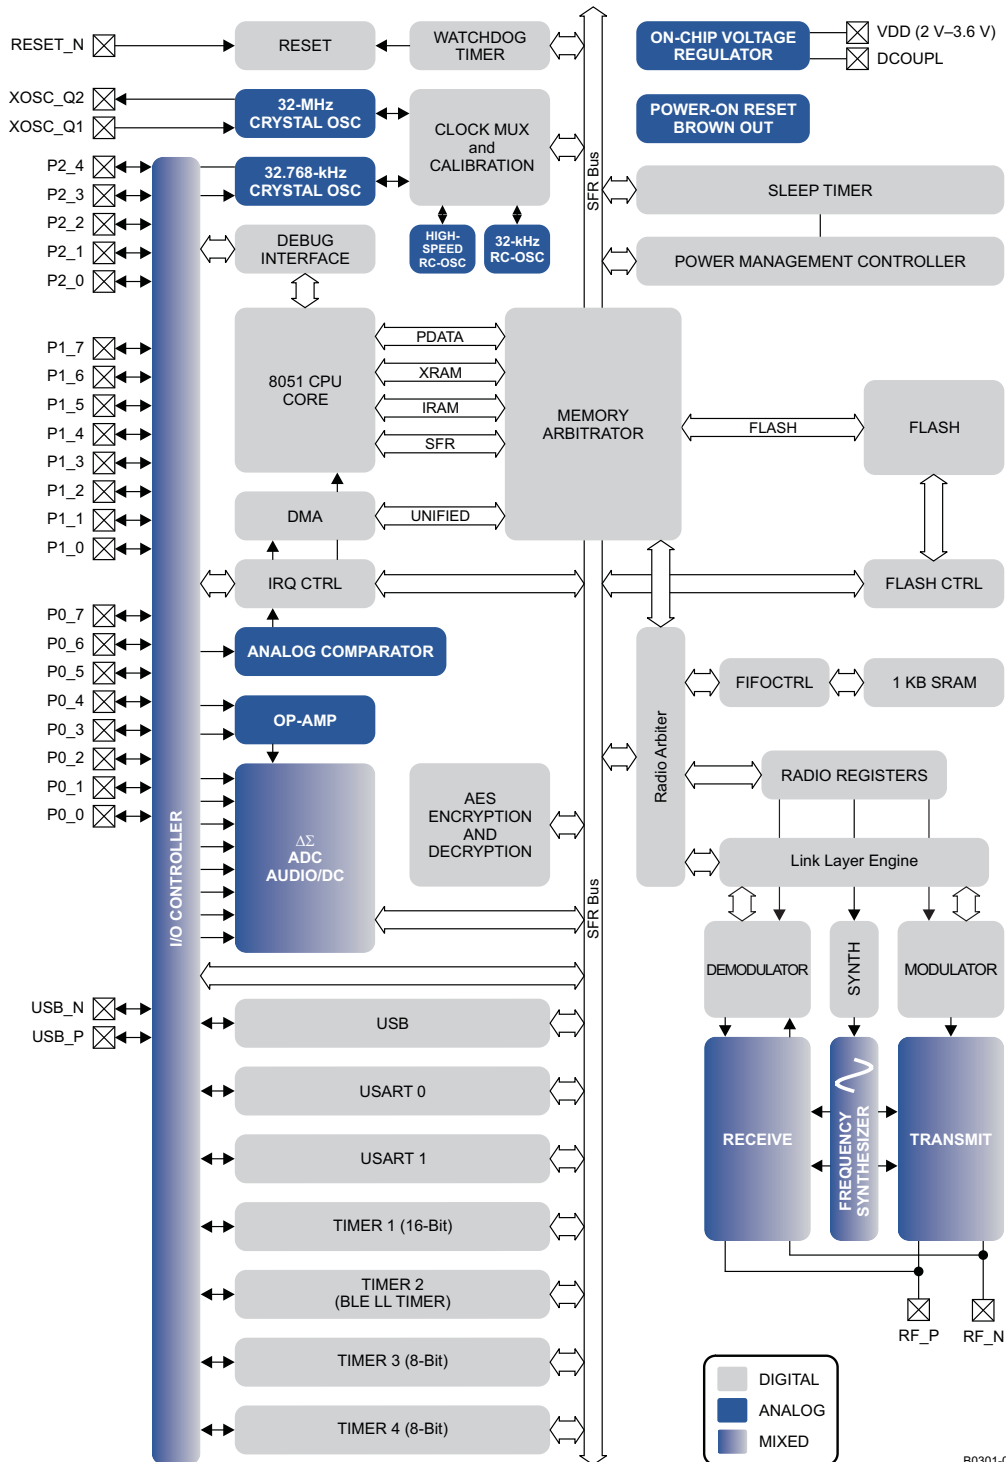 RESET_N
RESET
WATCHDOG
TIMER
ON-CHIP VOLTAGE
REGULATOR
VDD (2 V–3.6 V)
DCOUPL
XOSC_Q2
XOSC_Q1
32-MHz
CRYSTAL OSC
CLOCK MUX
and
CALIBRATION
POWER-ON RESET
BROWN OUT
SFR Bus
P2_4
P2_3
P2_2
P2_1
P2_0
32.768-kHz
CRYSTAL OSC
SLEEP TIMER
HIGH-
SPEED
RC-OSC
32-kHz
RC-OSC
DEBUG
INTERFACE
POWER MANAGEMENT CONTROLLER
P1_7
P1_6
P1_5
P1_4
P1_3
P1_2
P1_1
P1_0
8051 CPU
CORE
PDATA
XRAM
IRAM
SFR
MEMORY
ARBITRATOR
FLASH
FLASH
DMA
UNIFIED
IRQ CTRL
FLASH CTRL
P0_7
P0_6
P0_5
P0_4
P0_3
P0_2
P0_1
P0_0
ANALOG COMPARATOR
OP-AMP
FIFOCTRL
1 KB SRAM
Radio Arbiter
RADIO REGISTERS
ΔΣ
ADC
AUDIO/DC
AES
ENCRYPTION
AND
DECRYPTION
Link Layer Engine
I/O CONTROLLER
SFR Bus
DEMODULATOR
SYNTH
MODULATOR
USB_N
USB_P
USB
USART 0
USART 1
TIMER 1 (16-Bit)
TIMER 2
(BLE LL TIMER)
TIMER 3 (8-Bit)
TIMER 4 (8-Bit)
RECEIVE
FREQUENCY
SYNTHESIZER
TRANSMIT
RF_P
RF_N
DIGITAL
ANALOG
MIXED